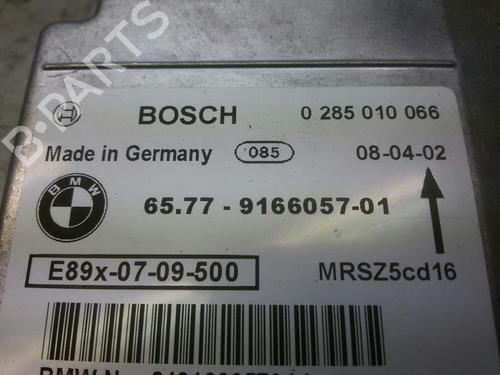 B-PARTS
BOSCH 0 285 010 066
Made in Germany 085 08-04-02
BMW
65.77 - 9166057-01
E89x-07-09-500 MRSZ5cd16